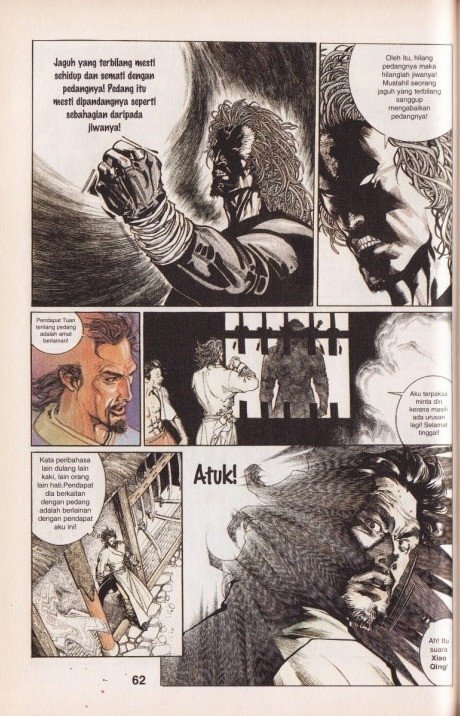 Jaguh yang terbilang mesti
sehidup dan semati dengan
pedangnya! Pedang itu
mesti dipandangnya seperti
sebahagian daripada
jiwanya!
Oleh itu, hilang
pedangnya maka
hilanglah jiwanya!
Mustahil seorang
jaguh yang terbilang
sanggup
mengabaikan
pedangnya!
Pendapat Tuan
tentang pedang
adalah amat
berlainan!
Aku terpaksa
minta diri
kerana masih
ada urusan
lagi! Selamat
tinggal!
Kata peribahasa
lain dulang lain
kaki, lain orang
lain hati.Pendapat
dia berkaitan
dengan pedang
adalah berlainan
dengan pendapat
aku ini!
A-tuk!
Ah! Itu
suara
Xiao
Qing!
62